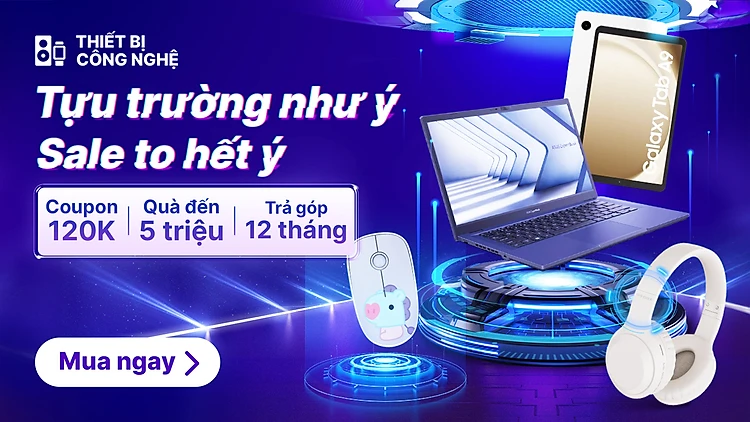 THIẾT BỊ
CÔNG NGHỆ
Tựu trường như ý
Sale to hết ý
Coupon
120K
Quà đến
5 triệu
Trả góp
12 tháng
Mua ngay
Galaxy Tab A9